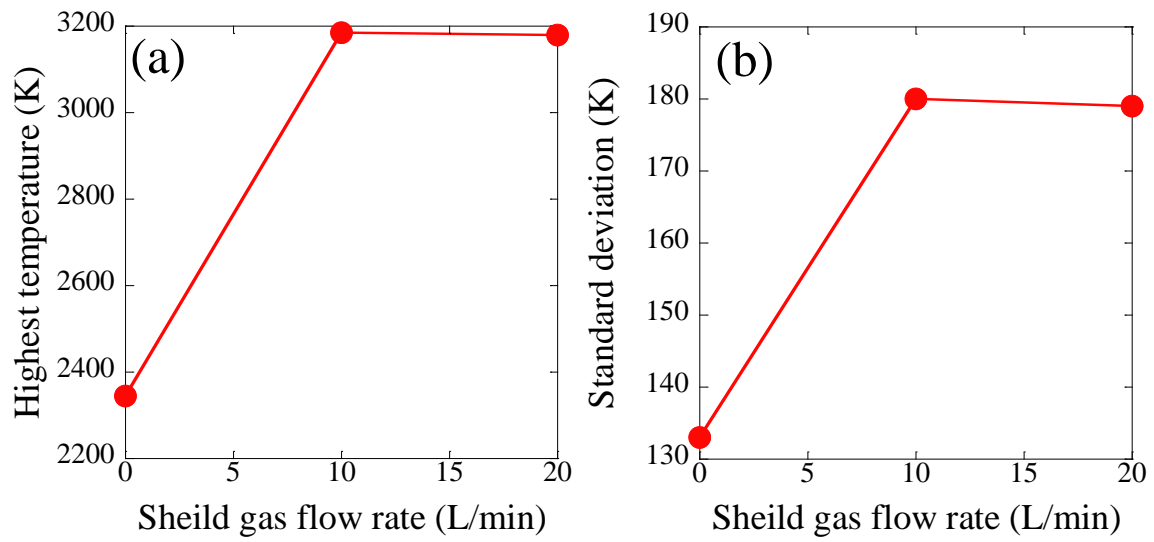 (a)
Highest temperature (K)
3200
3000
2800
2600
2400
2200
0 5 10 15 20
Sheild gas flow rate (L/min)
(b)
Standard deviation (K)
190
180
170
160
150
140
130
0 5 10 15 20
Sheild gas flow rate (L/min)